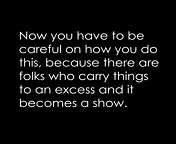 Now you have to be
careful on how you do
this, because there are
folks who carry things
to an excess and it
becomes a show.